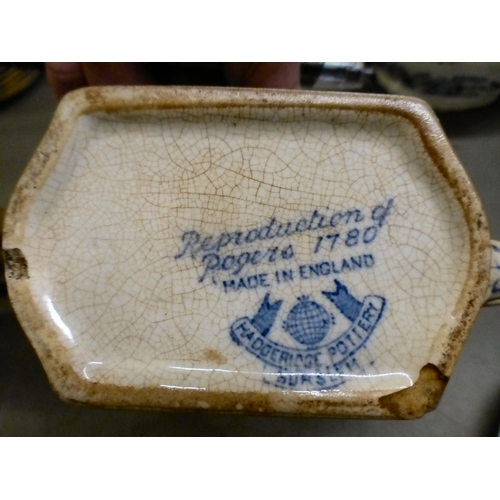 Reproduction of
Rogers 1780
MADE IN ENGLAND
HADDERIDGE POTTERY
BURSLEM